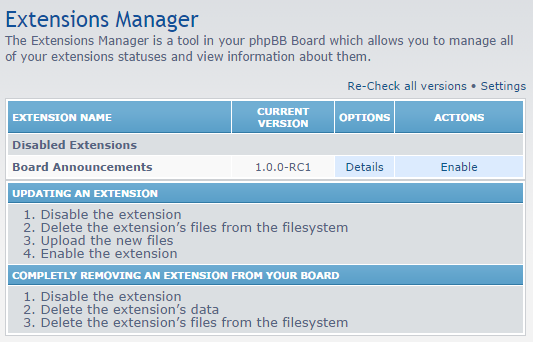 Extensions Manager
The Extensions Manager is a tool in your phpBB Board which allows you to manage all
of your extensions statuses and view information about them.
Re-Check all versions • Settings
EXTENSION NAME CURRENT VERSION OPTIONS ACTIONS
Disabled Extensions
Board Announcements 1.0.0-RC1 Details Enable
UPDATING AN EXTENSION
1. Disable the extension
2. Delete the extension's files from the filesystem
3. Upload the new files
4. Enable the extension
COMPLETLY REMOVING AN EXTENSION FROM YOUR BOARD
1. Disable the extension
2. Delete the extension's data
3. Delete the extension's files from the filesystem